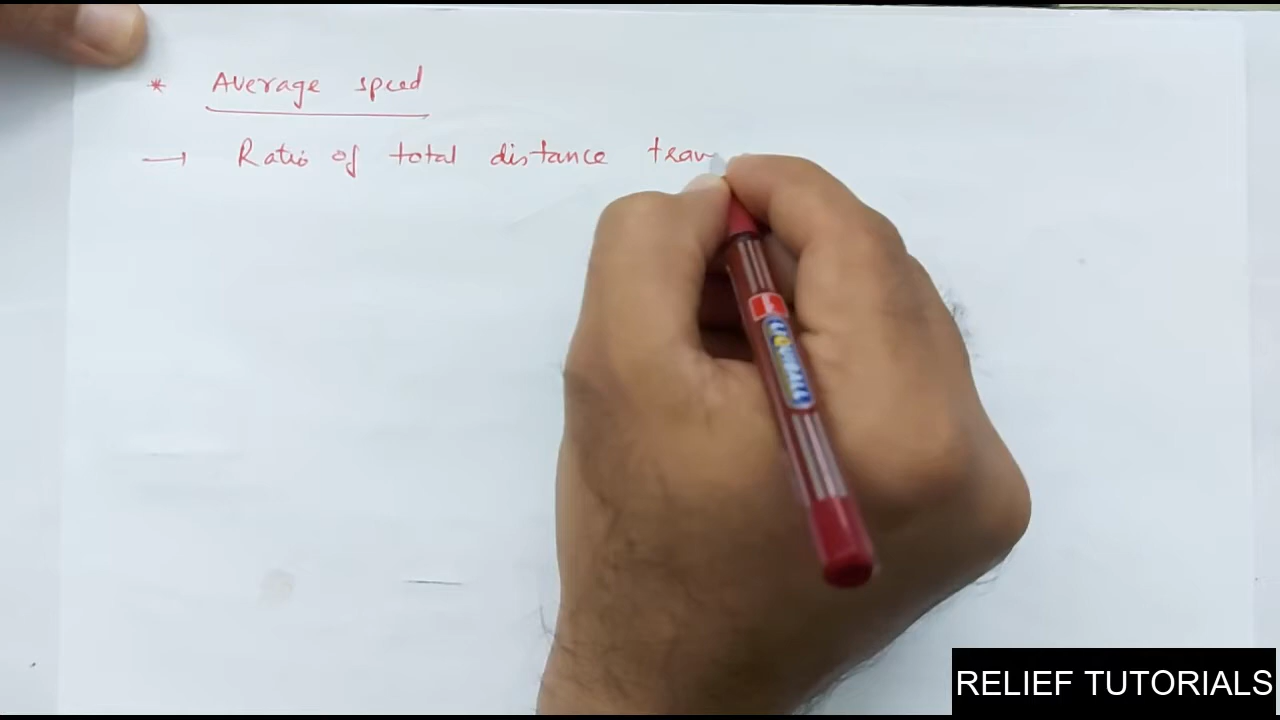 * Average speed
→ Ratio of total distance trav
RELIEF TUTORIALS